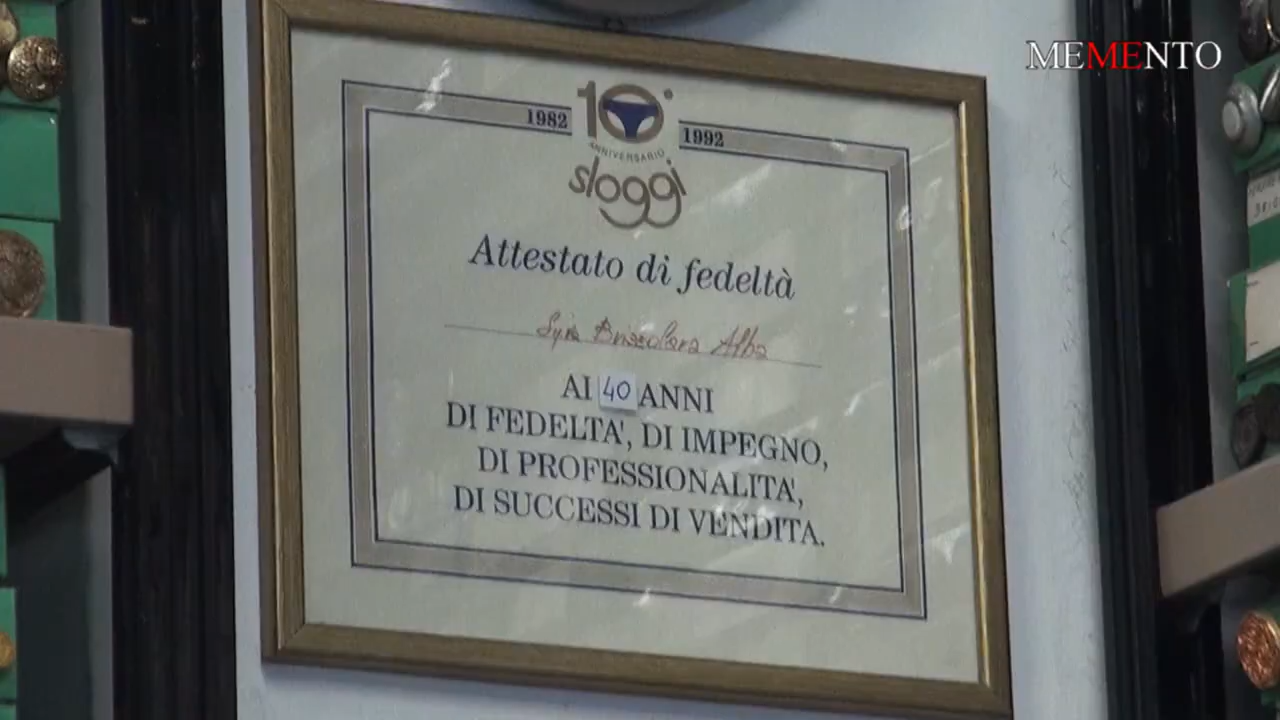 MEMENTO
1982 10° 1992
ANNIVERSARIO
sloggi
Attestato di fedeltà
Alba
AI 40 ANNI
DI FEDELTA', DI IMPEGNO,
DI PROFESSIONALITA',
DI SUCCESSI DI VENDITA.